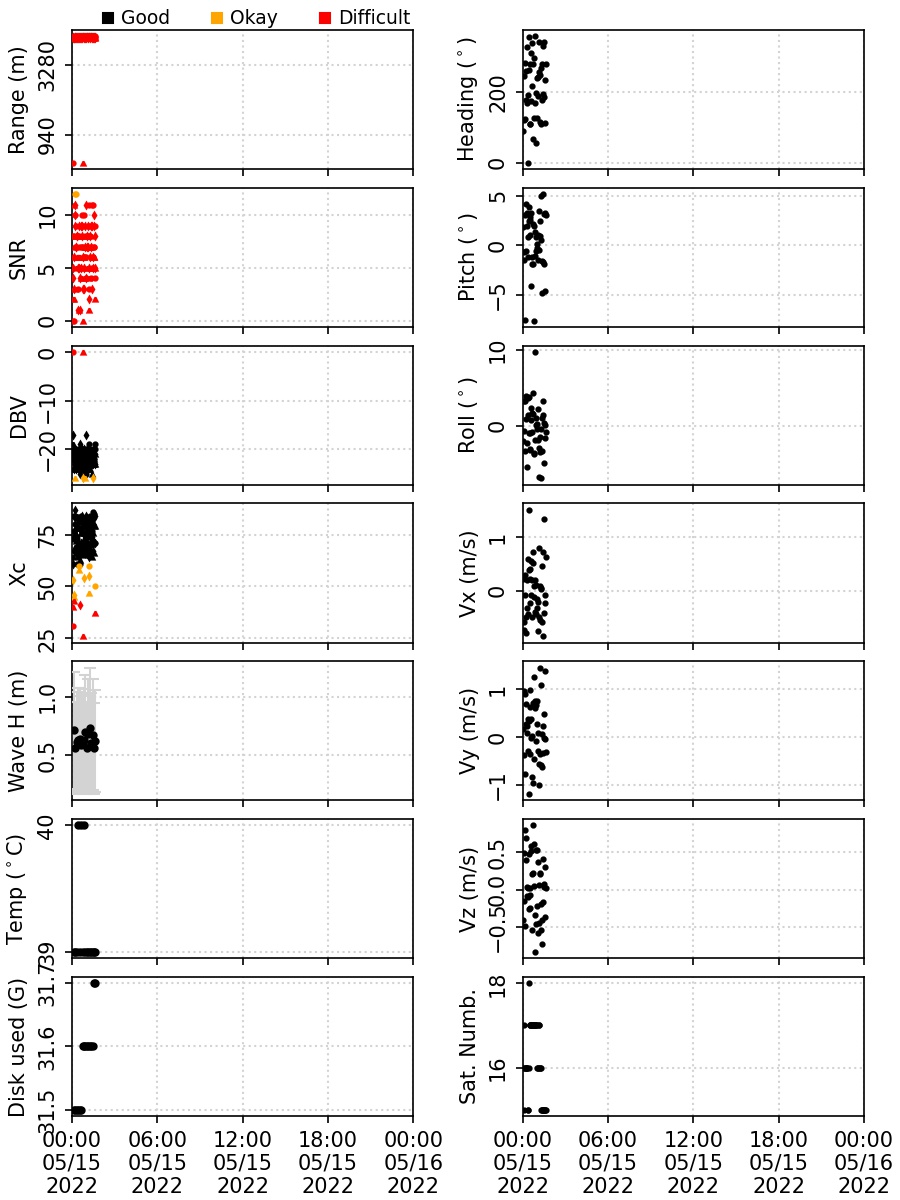 Good Okay Difficult
Range (m)
3280
940
Heading (°)
200
0
SNR
10
5
0
Pitch (°)
5
0
−5
DBV
0
−10
−20
Roll (°)
10
0
Xc
75
50
25
Vx (m/s)
1
0
Wave H (m)
1.0
0.5
Vy (m/s)
1
0
−1
Temp (°C)
40
39
Vz (m/s)
0.5
0.0
−0.5
Disk used (G)
31.7
31.6
31.5
Sat. Numb.
18
16
00:00 06:00 12:00 18:00 00:00
05/15 05/15 05/15 05/15 05/16
2022 2022 2022 2022 2022
00:00 06:00 12:00 18:00 00:00
05/15 05/15 05/15 05/15 05/16
2022 2022 2022 2022 2022